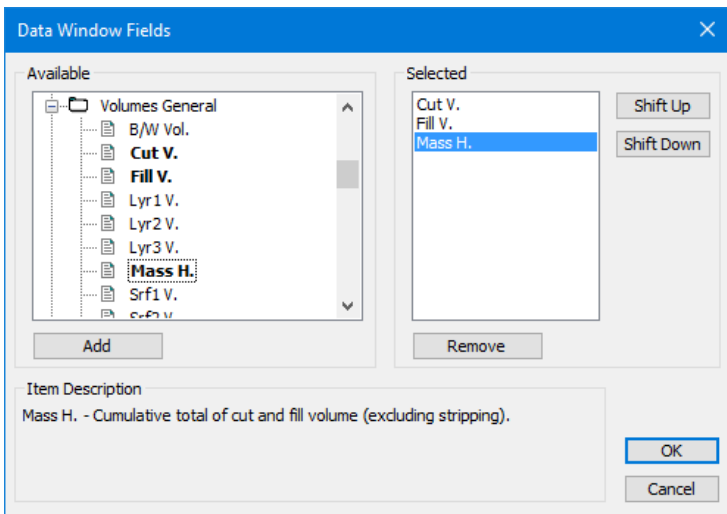 Data Window Fields
Available
Volumes General
B/W Vol.
Cut V.
Fill V.
Lyr1 V.
Lyr2 V.
Lyr3 V.
Mass H.
Srf1 V.
Srf2 V.
Add
Selected
Cut V.
Fill V.
Mass H.
Remove
Shift Up
Shift Down
Item Description
Mass H. - Cumulative total of cut and fill volume (excluding stripping).
OK
Cancel